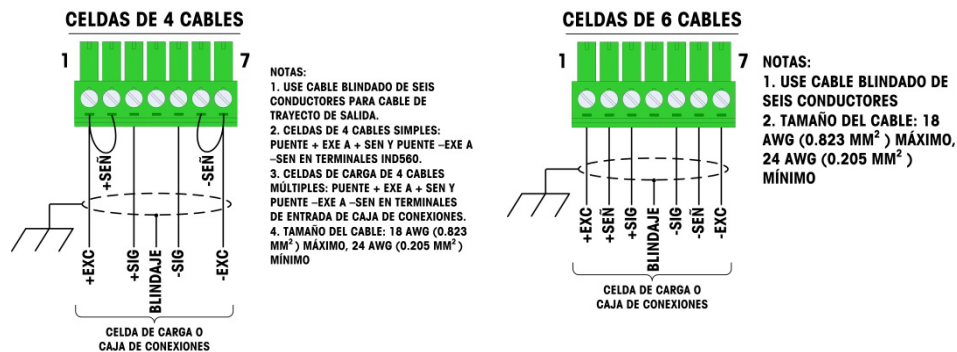 CELDAS DE 4 CABLES
1
7
+SEÑ
-SEÑ
+EXC
+SIG
BLINDAJE
-SIG
-EXC
CELDA DE CARGA O
CAJA DE CONEXIONES
NOTAS:
1. USE CABLE BLINDADO DE SEIS
CONDUCTORES PARA CABLE DE
TRAYECTO DE SALIDA.
2. CELDAS DE 4 CABLES SIMPLES:
PUENTE + EXE A + SEN Y PUENTE –EXE A
–SEN EN TERMINALES IND560.
3. CELDAS DE CARGA DE 4 CABLES
MÚLTIPLES: PUENTE + EXE A + SEN Y
PUENTE –EXE A –SEN EN TERMINALES
DE ENTRADA DE CAJA DE CONEXIONES.
4. TAMAÑO DEL CABLE: 18 AWG (0.823
MM² ) MÁXIMO, 24 AWG (0.205 MM² )
MÍNIMO
CELDAS DE 6 CABLES
1
7
+EXC
+SEÑ
+SIG
BLINDAJE
-SIG
-SEÑ
-EXC
CELDA DE CARGA O
CAJA DE CONEXIONES
NOTAS:
1. USE CABLE BLINDADO DE
SEIS CONDUCTORES
2. TAMAÑO DEL CABLE: 18
AWG (0.823 MM² ) MÁXIMO,
24 AWG (0.205 MM² )
MÍNIMO